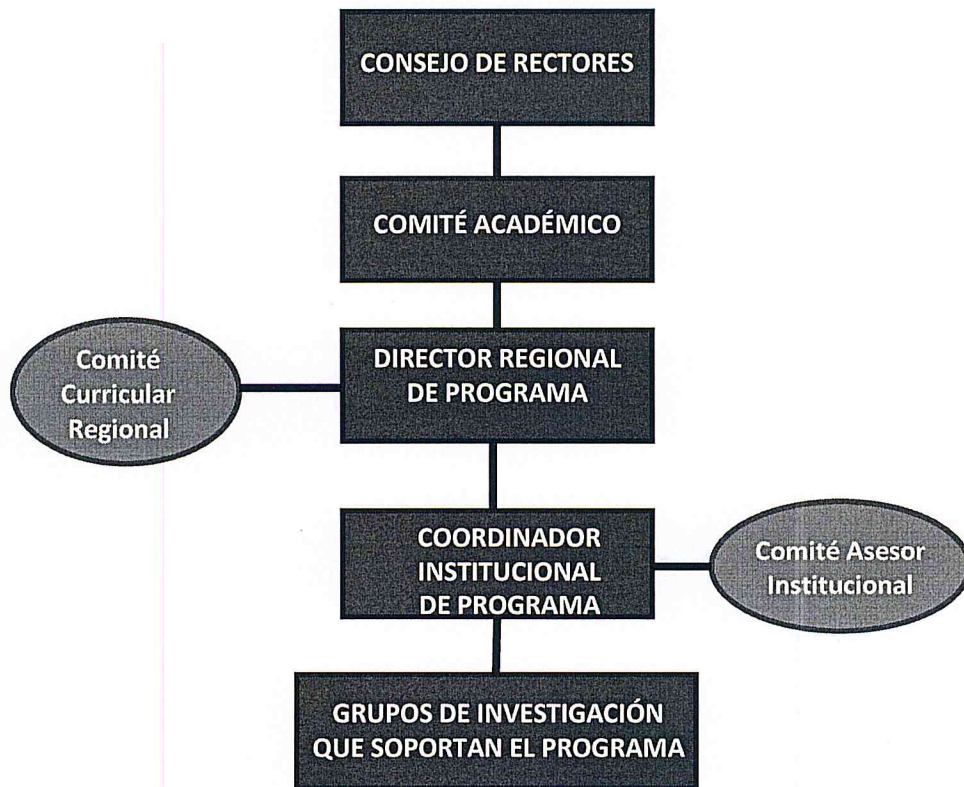 CONSEJO DE RECTORES
COMITÉ ACADÉMICO
DIRECTOR REGIONAL
DE PROGRAMA
Comité
Curricular
Regional
COORDINADOR
INSTITUCIONAL
DE PROGRAMA
Comité Asesor
Institucional
GRUPOS DE INVESTIGACIÓN
QUE SOPORTAN EL PROGRAMA